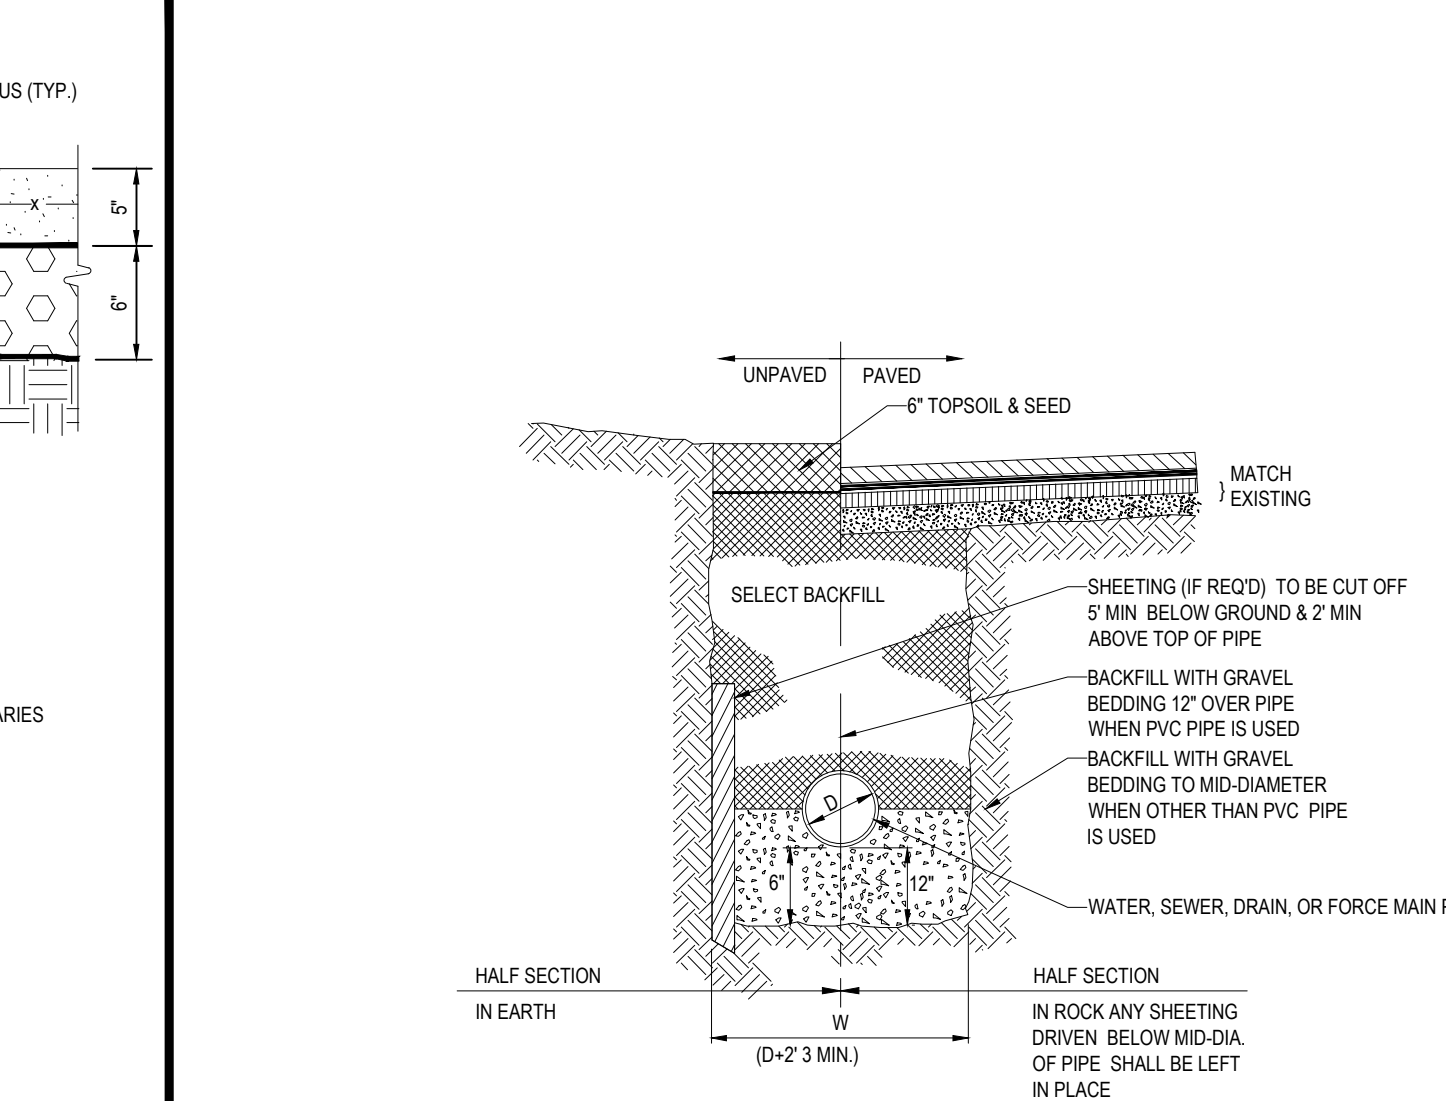 US (TYP.)
X
5"
6"
ARIES
UNPAVED
PAVED
6" TOPSOIL & SEED
MATCH
EXISTING
SELECT BACKFILL
SHEETING (IF REQ'D) TO BE CUT OFF
5' MIN BELOW GROUND & 2' MIN
ABOVE TOP OF PIPE
BACKFILL WITH GRAVEL
BEDDING 12" OVER PIPE
WHEN PVC PIPE IS USED
BACKFILL WITH GRAVEL
BEDDING TO MID-DIAMETER
WHEN OTHER THAN PVC PIPE
IS USED
D
6"
12"
WATER, SEWER, DRAIN, OR FORCE MAIN
HALF SECTION
IN EARTH
HALF SECTION
IN ROCK ANY SHEETING
DRIVEN BELOW MID-DIA.
OF PIPE SHALL BE LEFT
IN PLACE
W
(D+2' 3 MIN.)